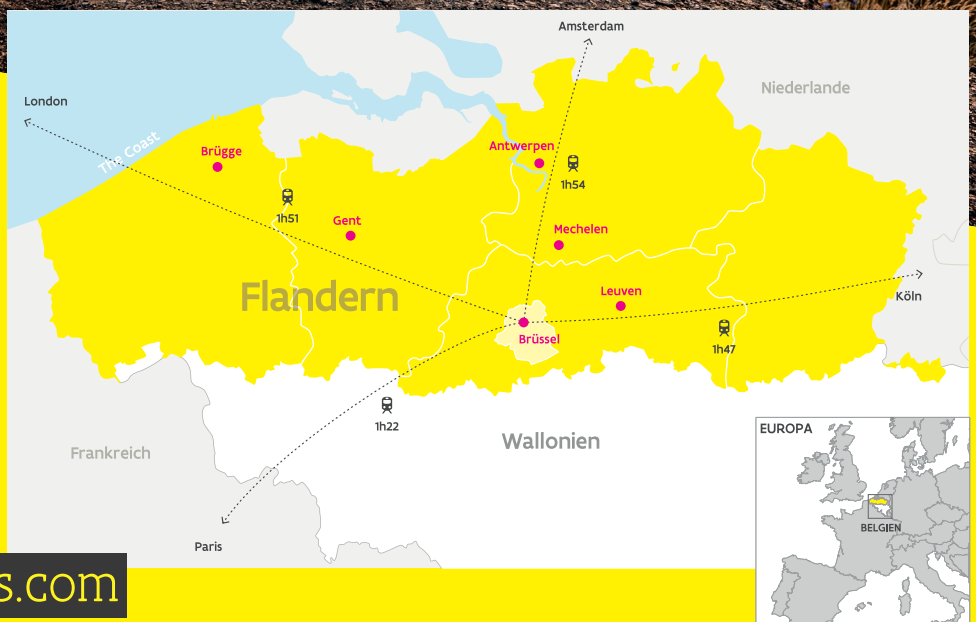 Amsterdam
Niederlande
London
The Coast
Brügge
Antwerpen
1h54
1h51
Gent
Mechelen
Flandern
Leuven
Köln
Brüssel
1h47
1h22
Wallonien
Frankreich
EUROPA
BELGIEN
Paris
s.com